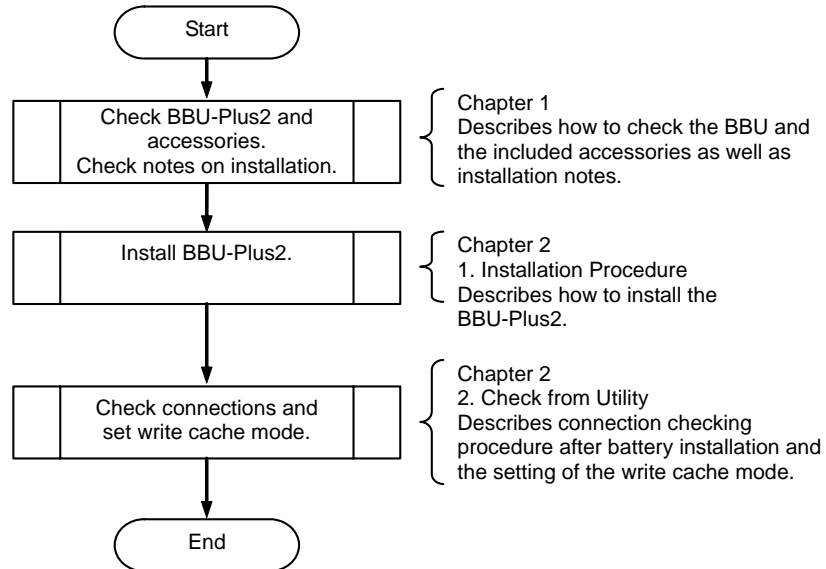 Start
Check BBU-Plus2 and
accessories.
Check notes on installation.
Chapter 1
Describes how to check the BBU and
the included accessories as well as
installation notes.
Install BBU-Plus2.
Chapter 2
1. Installation Procedure
Describes how to install the
BBU-Plus2.
Check connections and
set write cache mode.
Chapter 2
2. Check from Utility
Describes connection checking
procedure after battery installation and
the setting of the write cache mode.
End